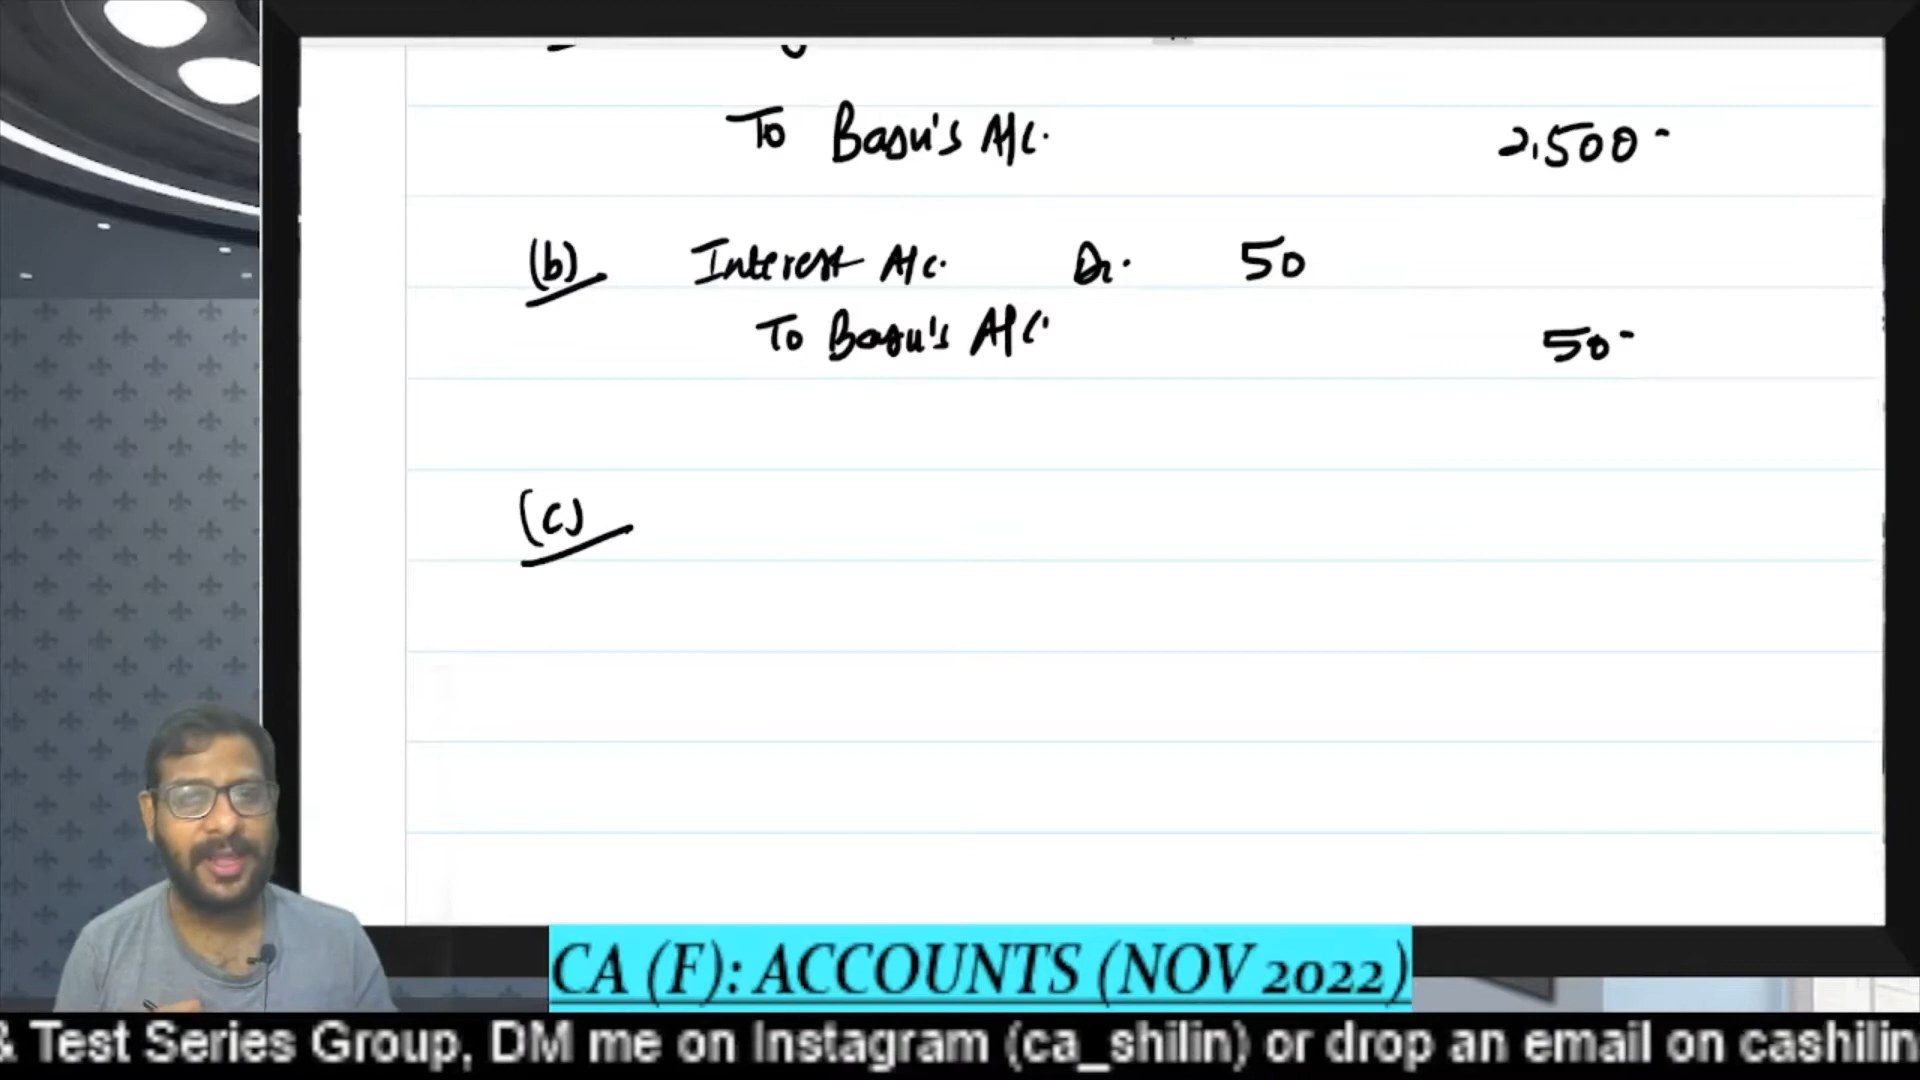 To Basu's A/c. 2,500-
(b) Interest A/c. Dr. 50
To Basu's A/c. 50-
(c)
CA (F): ACCOUNTS (NOV 2022)
& Test Series Group, DM me on Instagram (ca_shilin) or drop an email on cashilin